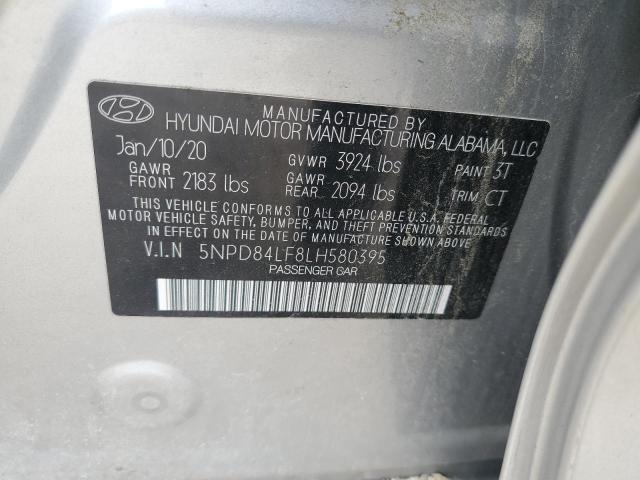 MANUFACTURED BY
HYUNDAI MOTOR MANUFACTURING ALABAMA, LLC
Jan/10/20 GVWR 3924 lbs PAINT 3T
GAWR FRONT 2183 lbs GAWR REAR 2094 lbs TRIM CT
THIS VEHICLE CONFORMS TO ALL APPLICABLE U.S.A. FEDERAL
MOTOR VEHICLE SAFETY, BUMPER, AND THEFT PREVENTION STANDARDS
IN EFFECT ON THE DATE OF MANUFACTURE SHOWN ABOVE.
V.I.N 5NPD84LF8LH580395
PASSENGER CAR